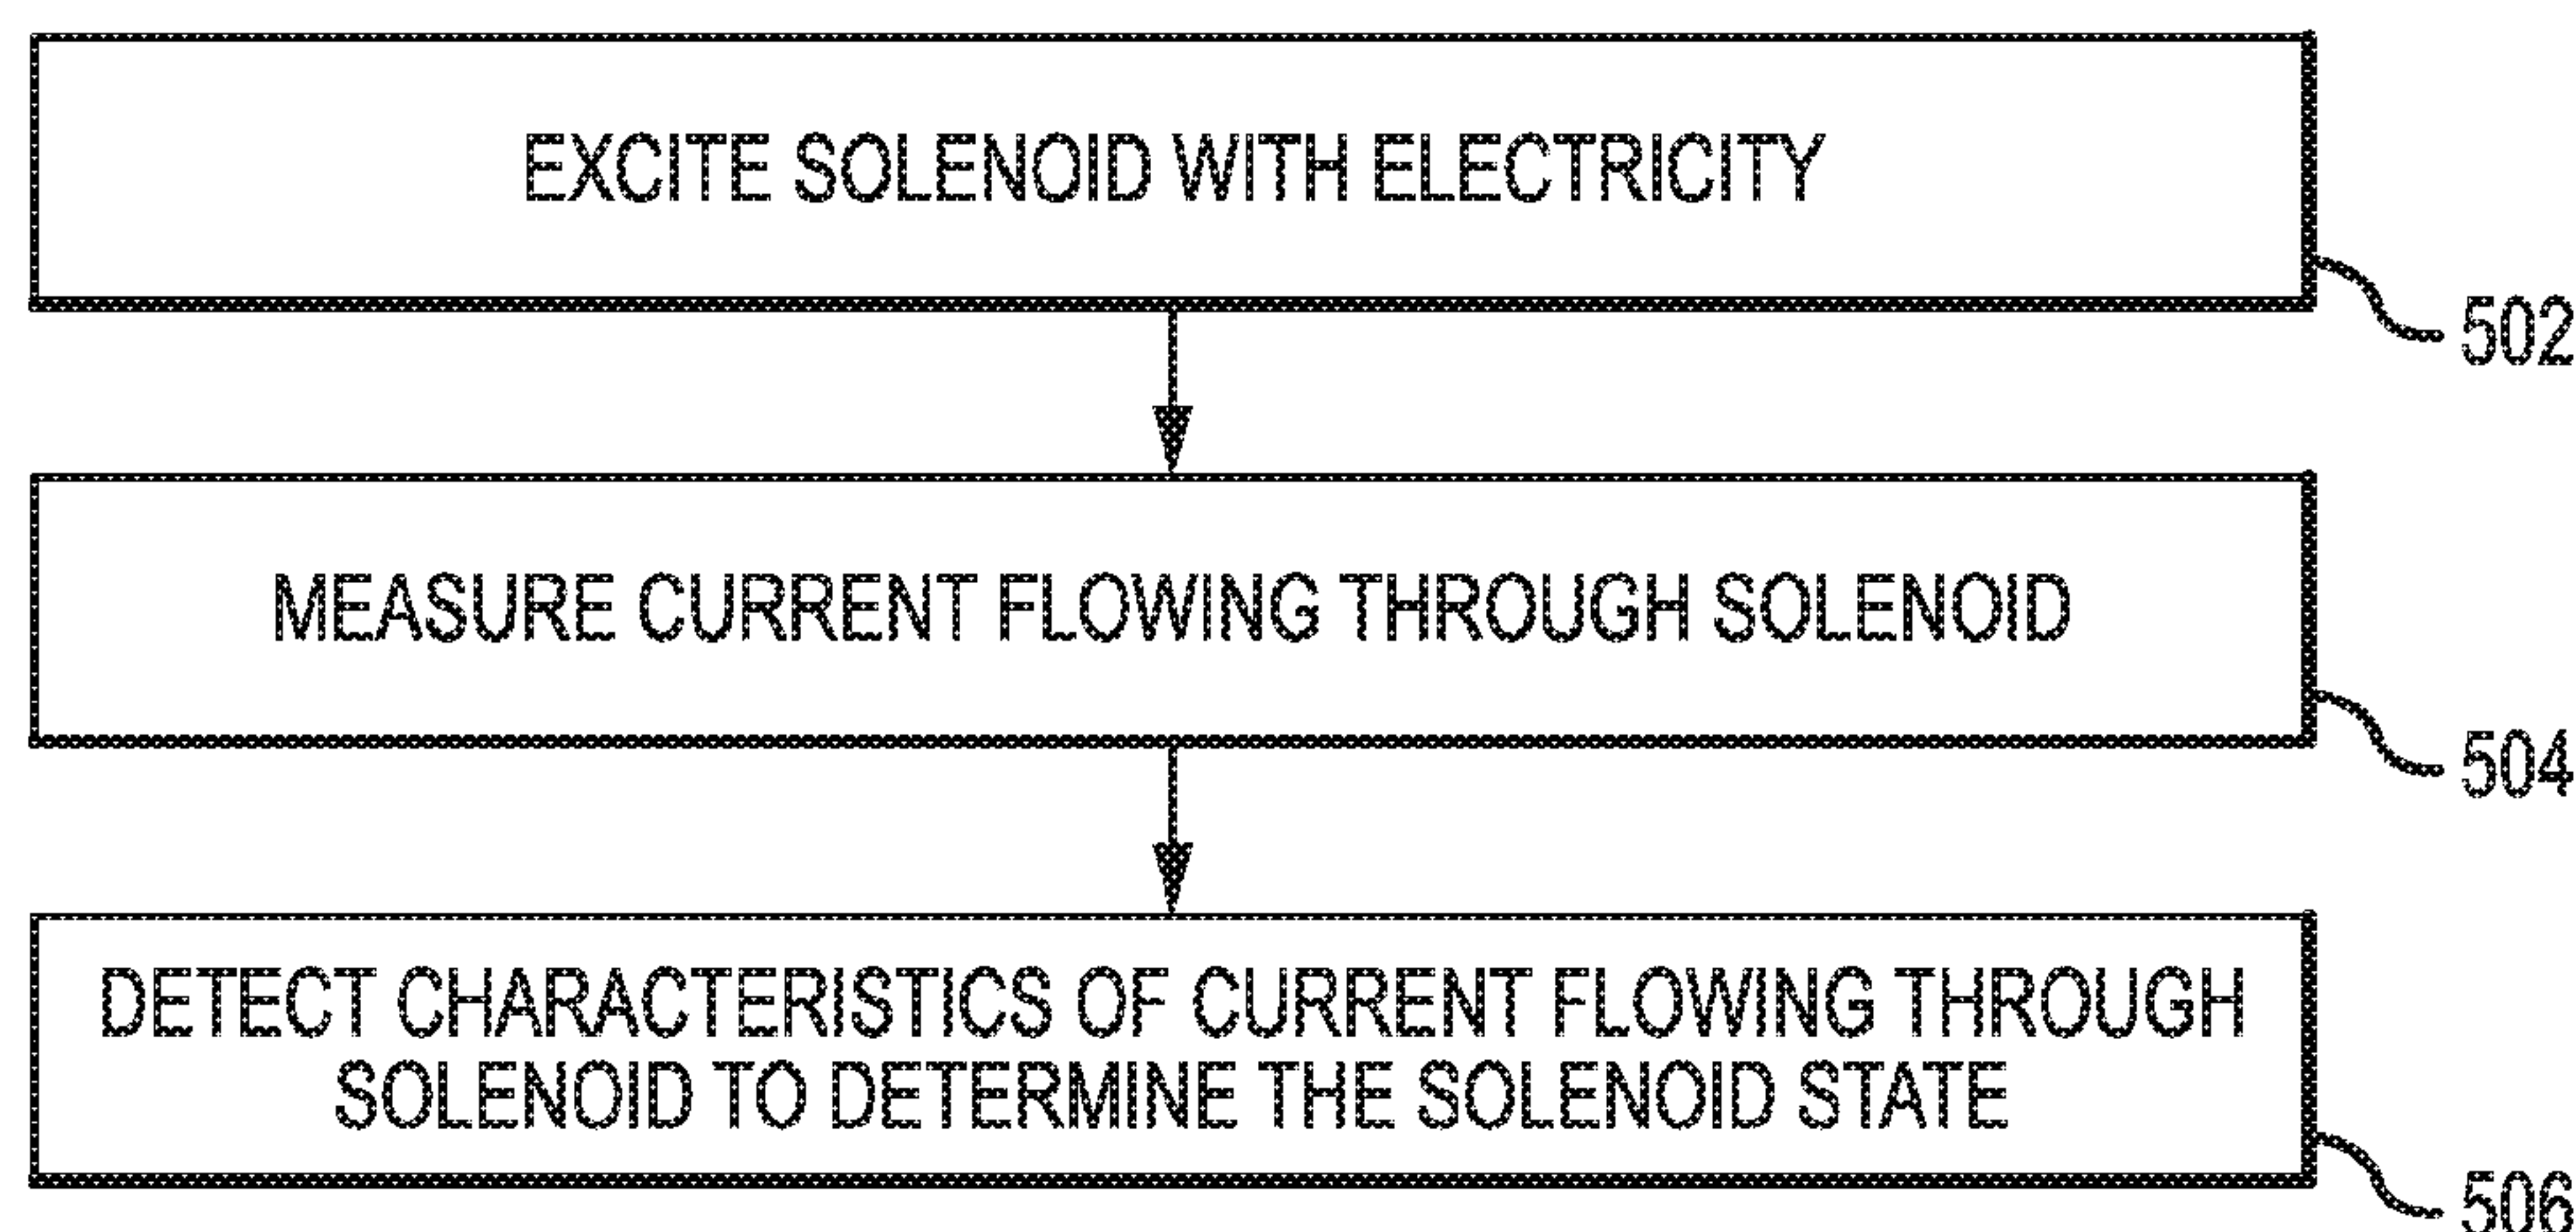 EXCITE SOLENOID WITH ELECTRICITY
502
MEASURE CURRENT FLOWING THROUGH SOLENOID
504
DETECT CHARACTERISTICS OF CURRENT FLOWING THROUGH
SOLENOID TO DETERMINE THE SOLENOID STATE
506